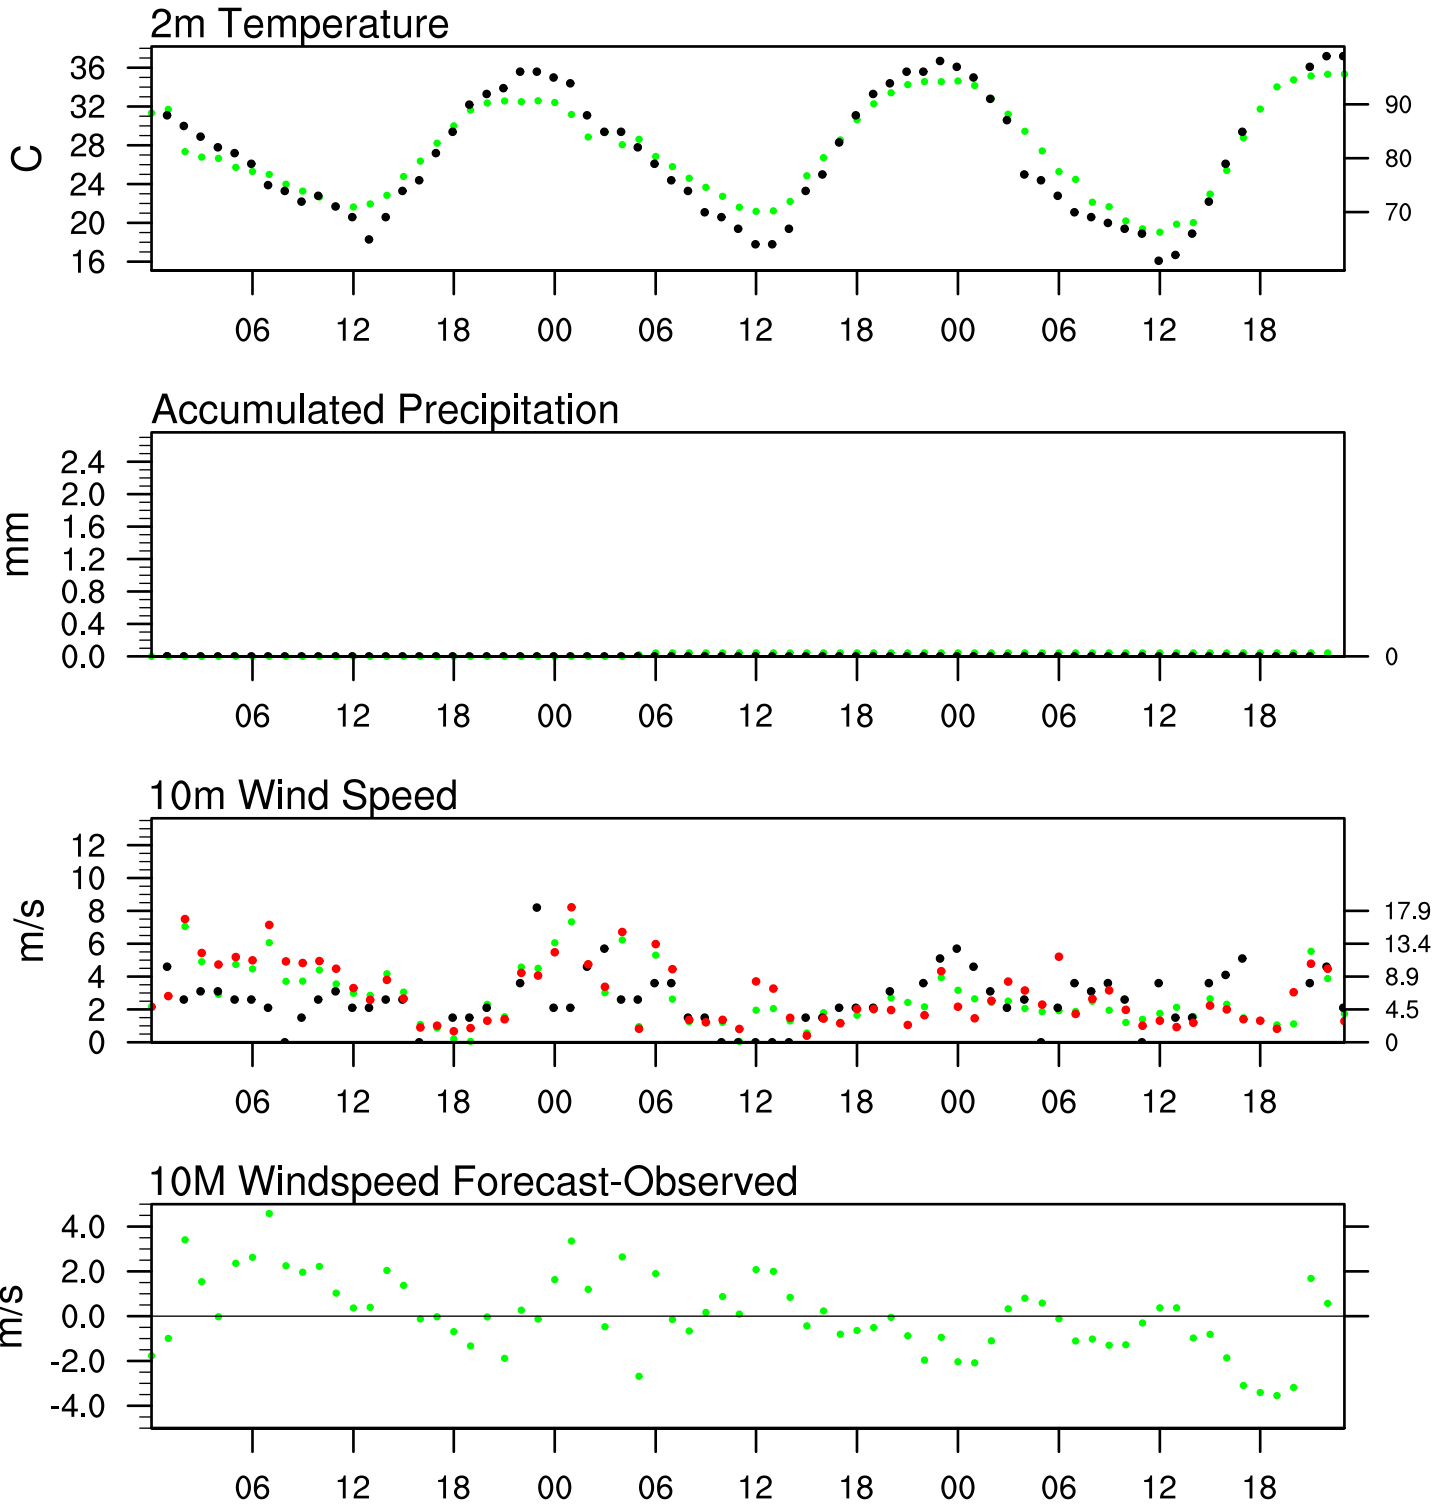 2m Temperature
C
36
32
28
24
20
16
90
80
70
06 12 18 00 06 12 18 00 06 12 18
Accumulated Precipitation
mm
2.4
2.0
1.6
1.2
0.8
0.4
0.0
0
06 12 18 00 06 12 18 00 06 12 18
10m Wind Speed
m/s
12
10
8
6
4
2
0
17.9
13.4
8.9
4.5
0
06 12 18 00 06 12 18 00 06 12 18
10M Windspeed Forecast-Observed
m/s
4.0
2.0
0.0
-2.0
-4.0
06 12 18 00 06 12 18 00 06 12 18